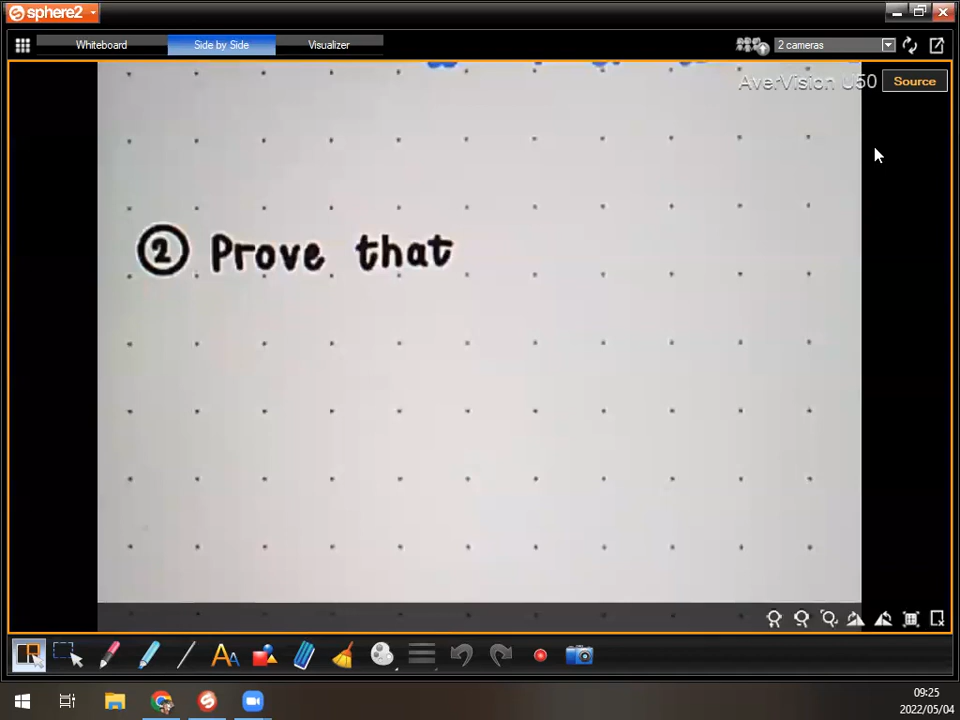 sphere2
Whiteboard
Side by Side
Visualizer
2 cameras
AverVision U50
Source
② Prove that
09:25
2022/05/04